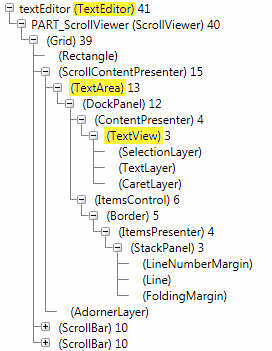 textEditor (TextEditor) 41
PART_ScrollViewer (ScrollViewer) 40
(Grid) 39
(Rectangle)
(ScrollContentPresenter) 15
(TextArea) 13
(DockPanel) 12
(ContentPresenter) 4
(TextView) 3
(SelectionLayer)
(TextLayer)
(CaretLayer)
(ItemsControl) 6
(Border) 5
(ItemsPresenter) 4
(StackPanel) 3
(LineNumberMargin)
(Line)
(FoldingMargin)
(AdornerLayer)
(ScrollBar) 10
(ScrollBar) 10